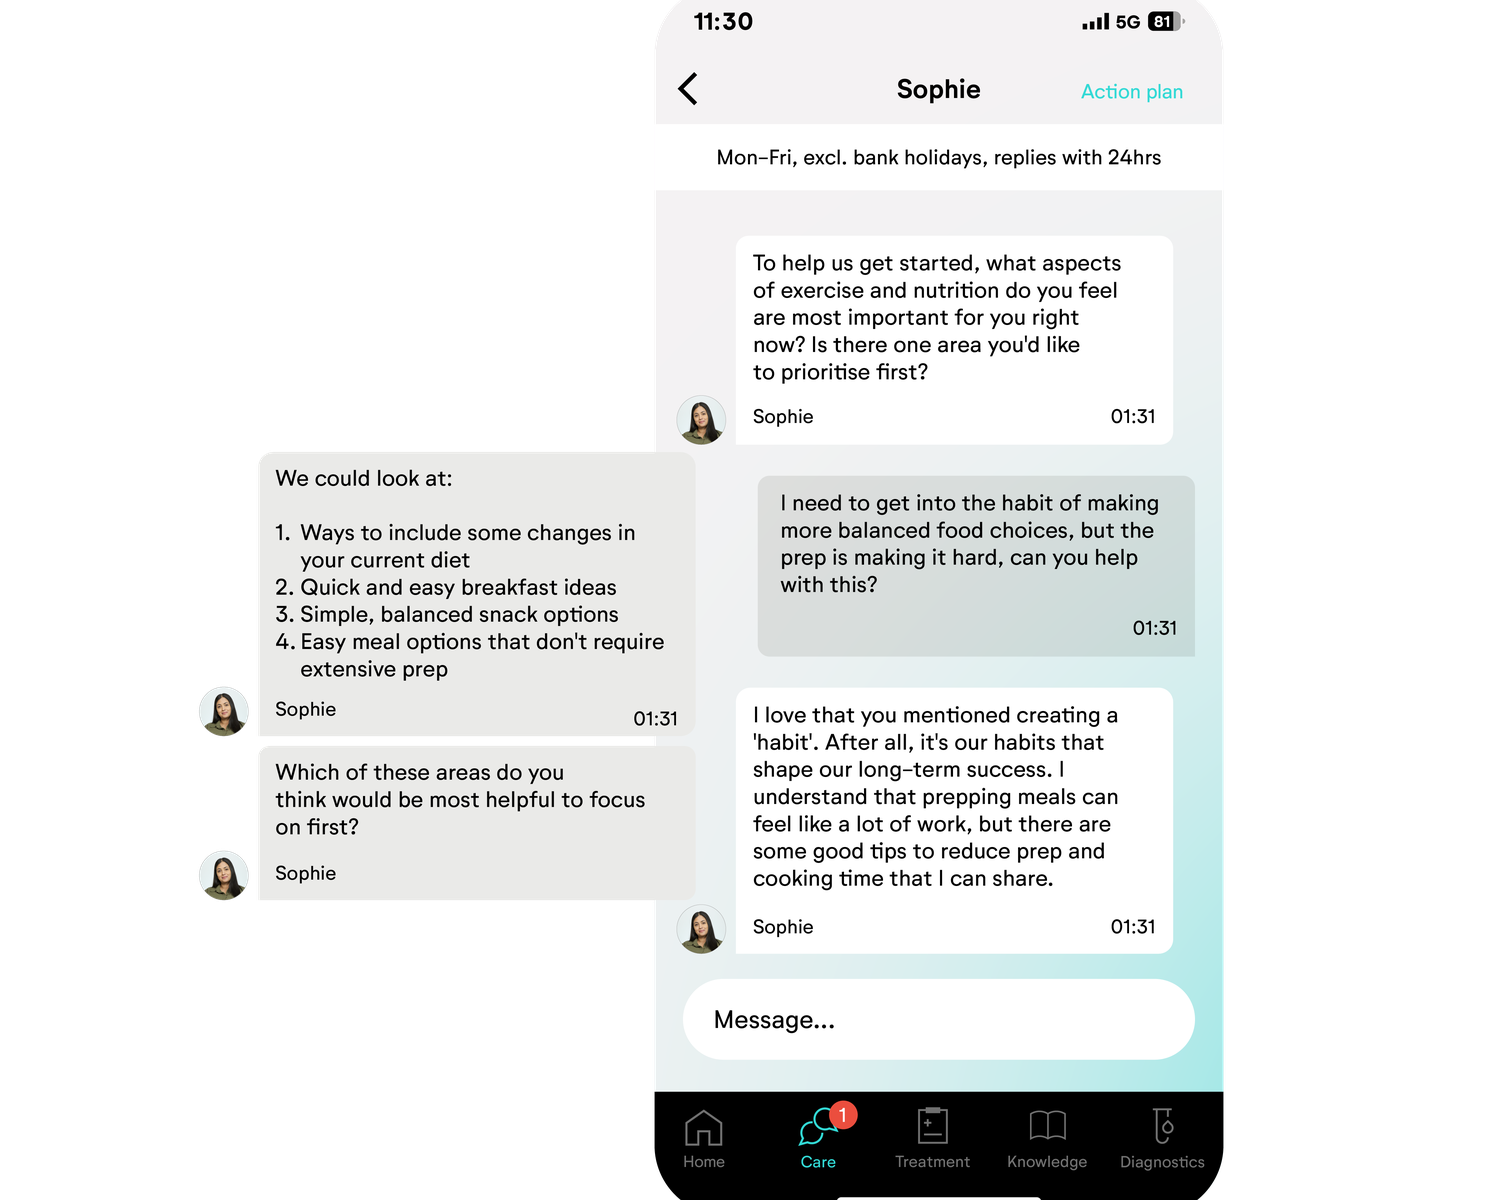 11:30
5G 81
Sophie
Action plan
Mon–Fri, excl. bank holidays, replies with 24hrs
To help us get started, what aspects
of exercise and nutrition do you feel
are most important for you right
now? Is there one area you'd like
to prioritise first?
Sophie 01:31
I need to get into the habit of making
more balanced food choices, but the
prep is making it hard, can you help
with this?
01:31
I love that you mentioned creating a
'habit'. After all, it's our habits that
shape our long–term success. I
understand that prepping meals can
feel like a lot of work, but there are
some good tips to reduce prep and
cooking time that I can share.
Sophie 01:31
We could look at:
1. Ways to include some changes in
your current diet
2. Quick and easy breakfast ideas
3. Simple, balanced snack options
4. Easy meal options that don't require
extensive prep
Sophie 01:31
Which of these areas do you
think would be most helpful to focus
on first?
Sophie
Message...
1
Home Care Treatment Knowledge Diagnostics